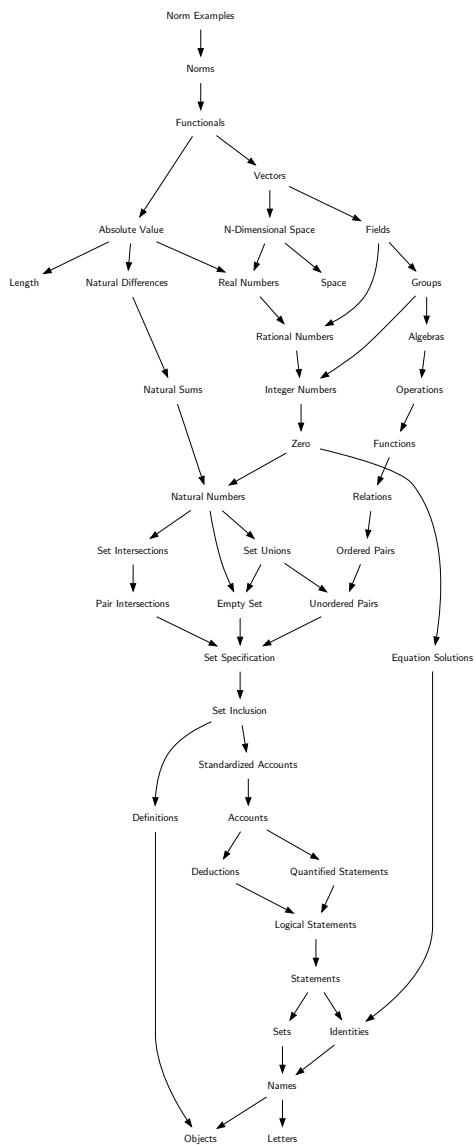 Norm Examples
Norms
Functionals
Vectors
Absolute Value
N-Dimensional Space
Fields
Length
Natural Differences
Real Numbers
Space
Groups
Rational Numbers
Algebras
Natural Sums
Integer Numbers
Operations
Zero
Functions
Natural Numbers
Relations
Set Intersections
Set Unions
Ordered Pairs
Pair Intersections
Empty Set
Unordered Pairs
Set Specification
Equation Solutions
Set Inclusion
Standardized Accounts
Definitions
Accounts
Deductions
Quantified Statements
Logical Statements
Statements
Sets
Identities
Names
Objects
Letters